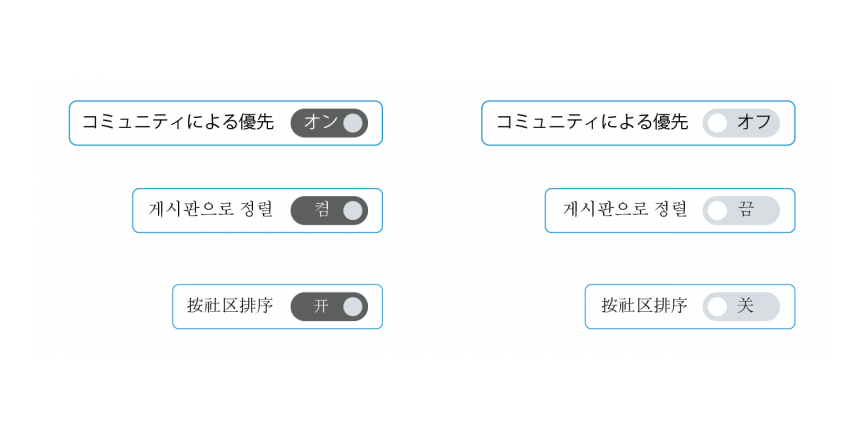 コミュニティによる優先 オン
コミュニティによる優先 オフ
게시판으로 정렬 켬
게시판으로 정렬 끔
按社区排序 开
按社区排序 关